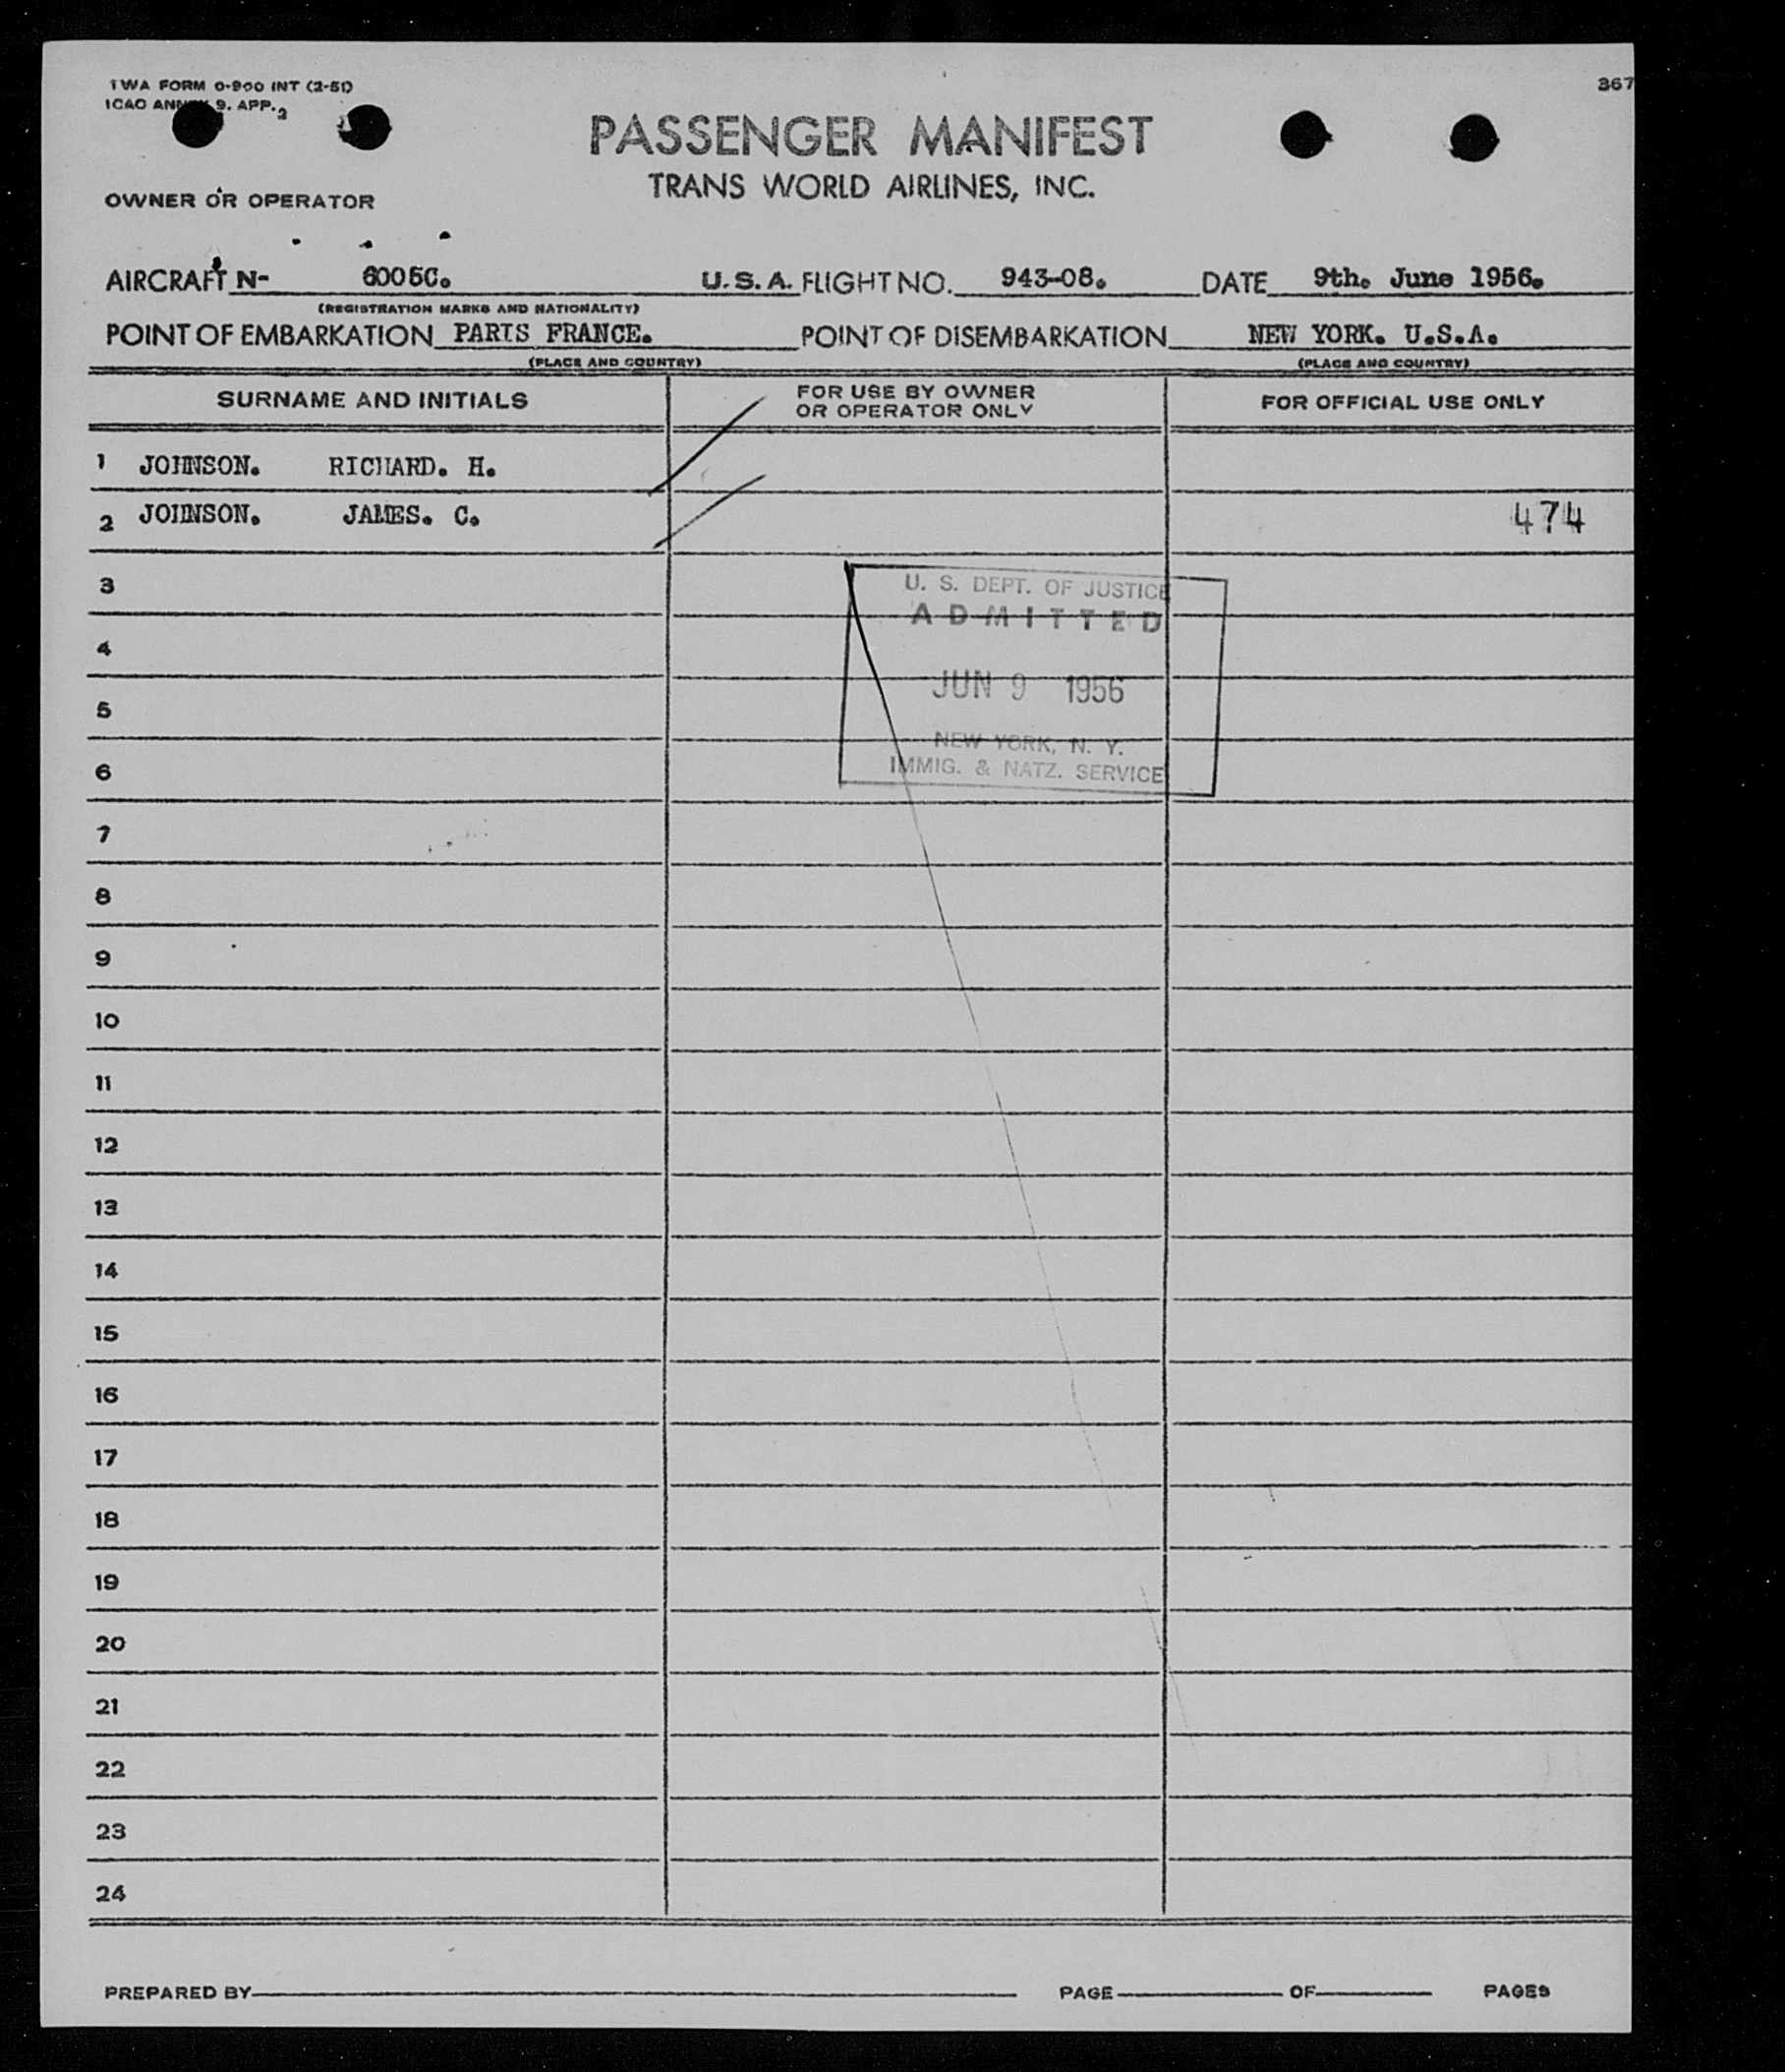 TWA FORM O-900 INT (2-51)
367
ICAO ANNEX 9. APP. 2
PASSENGER MANIFEST
TRANS WORLD AIRLINES, INC.
OWNER OR OPERATOR
AIRCRAFT N- 6005C. U.S.A. FLIGHT NO. 943-08. DATE 9th. June 1956.
(REGISTRATION MARKS AND NATIONALITY)
POINT OF EMBARKATION PARIS FRANCE. POINT OF DISEMBARKATION NEW YORK. U.S.A.
(PLACE AND COUNTRY) (PLACE AND COUNTRY)
SURNAME AND INITIALS
FOR USE BY OWNER
OR OPERATOR ONLY
FOR OFFICIAL USE ONLY
1 JOHNSON. RICHARD. H.
2 JOHNSON. JAMES. C. 474
3
U. S. DEPT. OF JUSTICE
ADMITTED
4
JUN 9 1956
5
NEW YORK, N. Y.
6
IMMIG. & NATZ. SERVICE
7
8
9
10
11
12
13
14
15
16
17
18
19
20
21
22
23
24
PREPARED BY PAGE OF PAGES